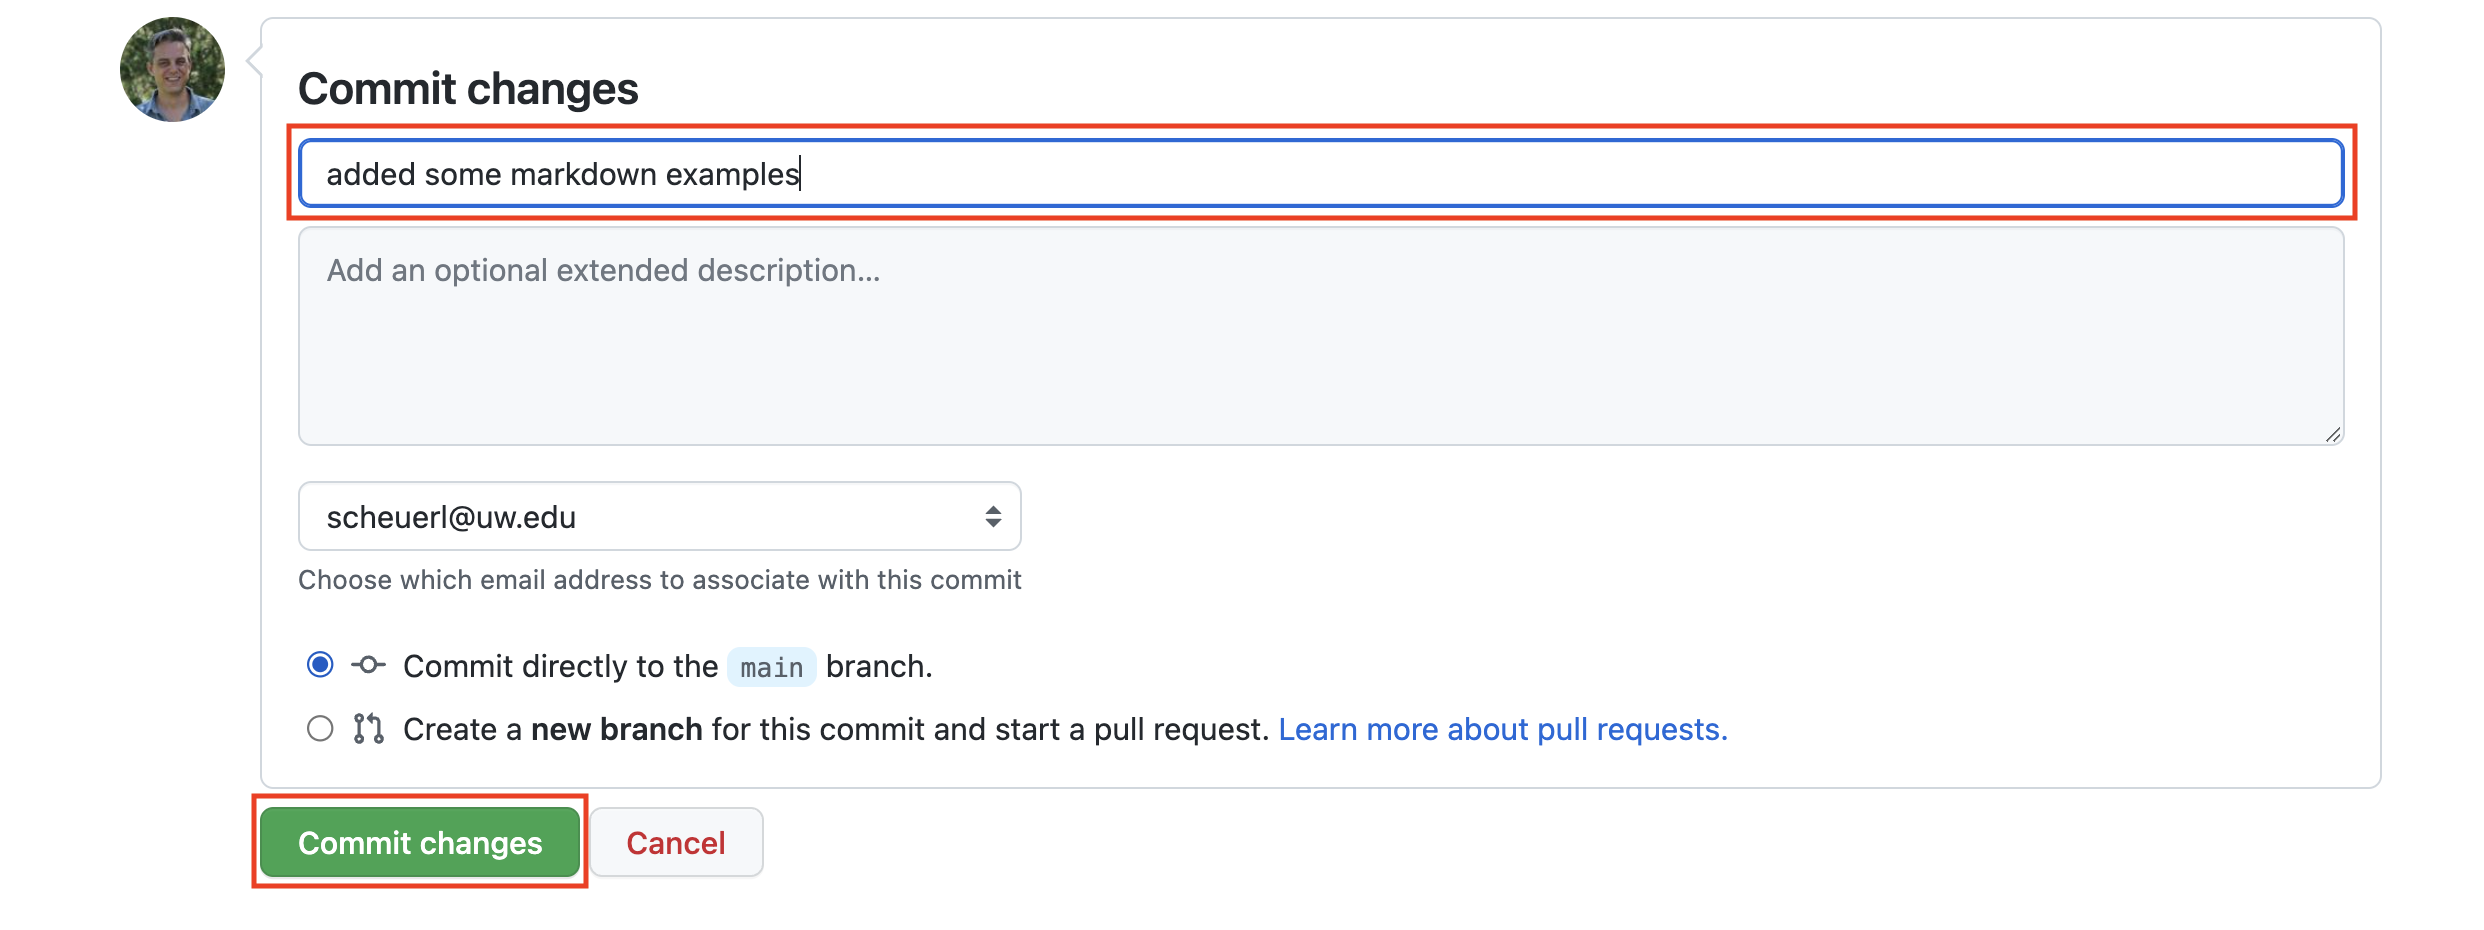 Commit changes
added some markdown examples
Add an optional extended description...
scheuerl@uw.edu
Choose which email address to associate with this commit
Commit directly to the main branch.
Create a new branch for this commit and start a pull request. Learn more about pull requests.
Commit changes Cancel